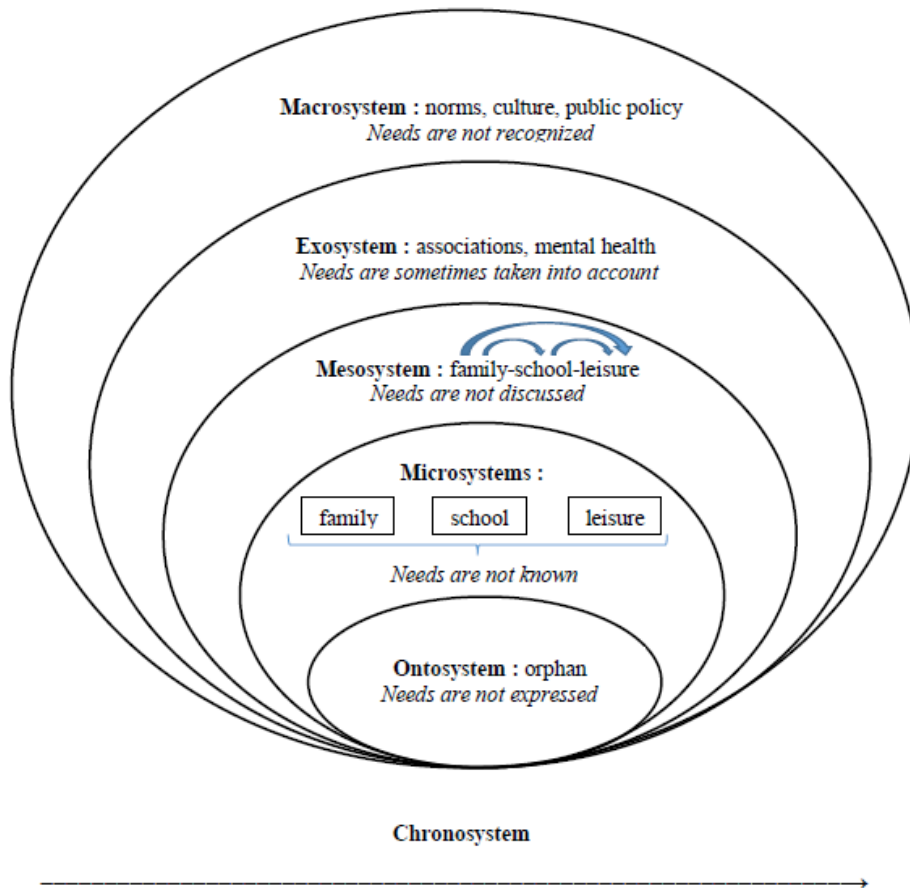 Macrosystem : norms, culture, public policy
Needs are not recognized
Exosystem : associations, mental health
Needs are sometimes taken into account
Mesosystem : family-school-leisure
Needs are not discussed
Microsystems :
family school leisure
Needs are not known
Ontosystem : orphan
Needs are not expressed
Chronosystem